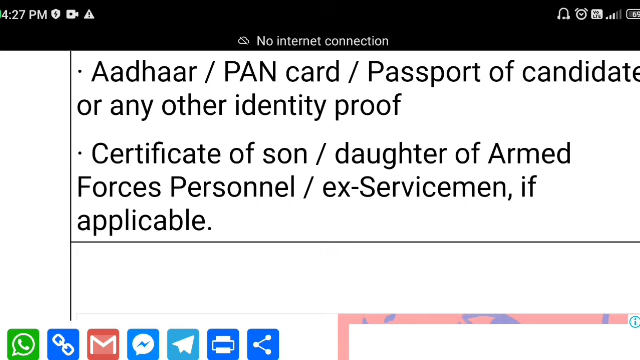 4:27 PM
No internet connection
· Aadhaar / PAN card / Passport of candidate
or any other identity proof
· Certificate of son / daughter of Armed
Forces Personnel / ex-Servicemen, if
applicable.